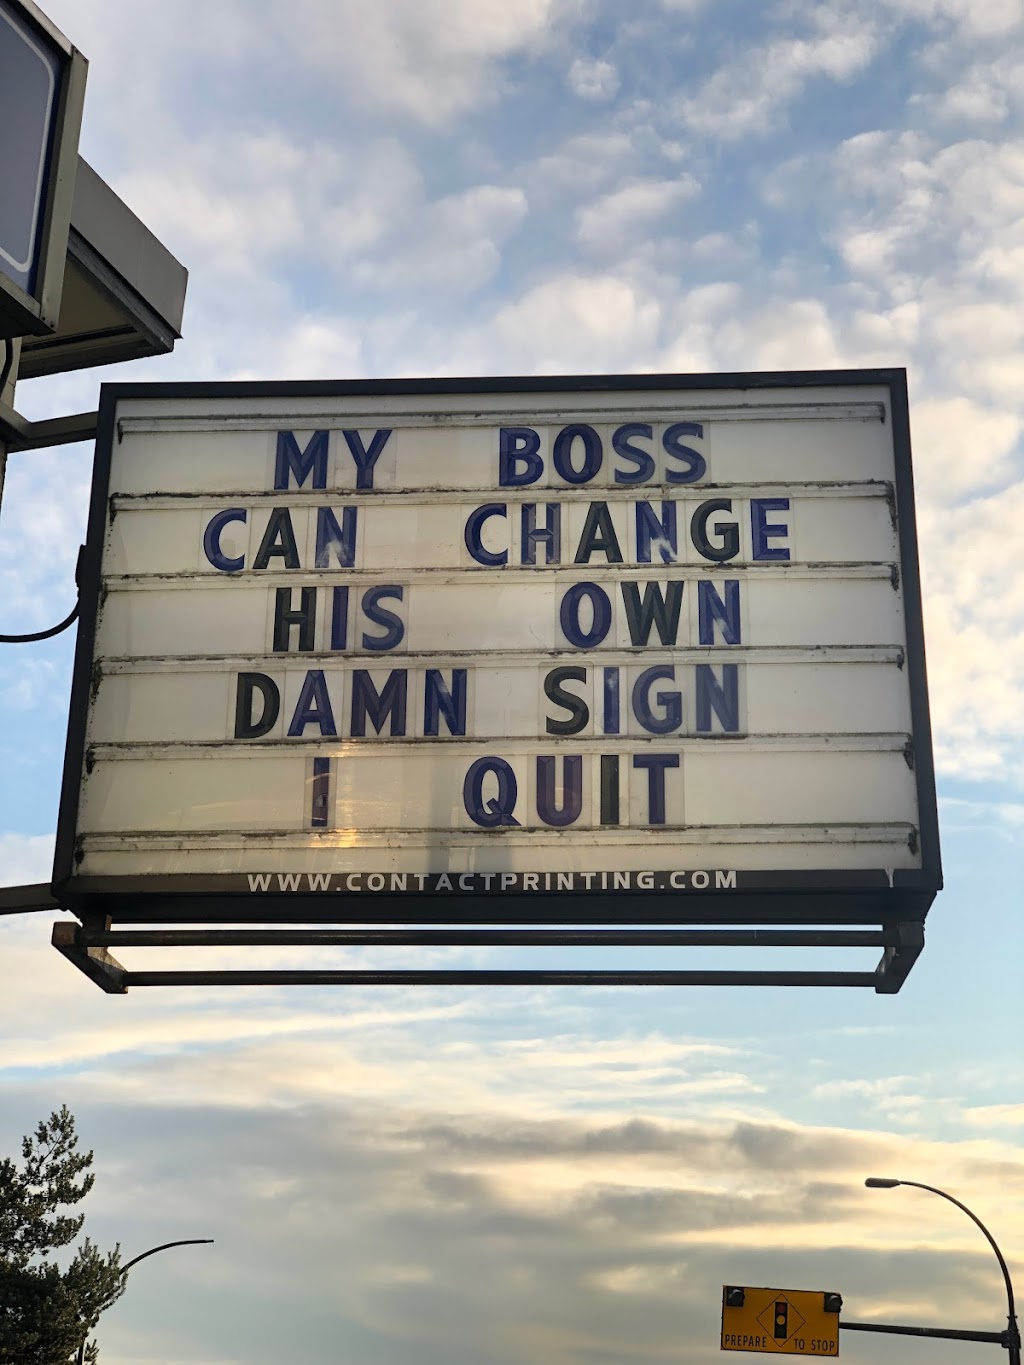 MY BOSS
CAN CHANGE
HIS OWN
DAMN SIGN
I QUIT
WWW.CONTACTPRINTING.COM
PREPARE TO STOP